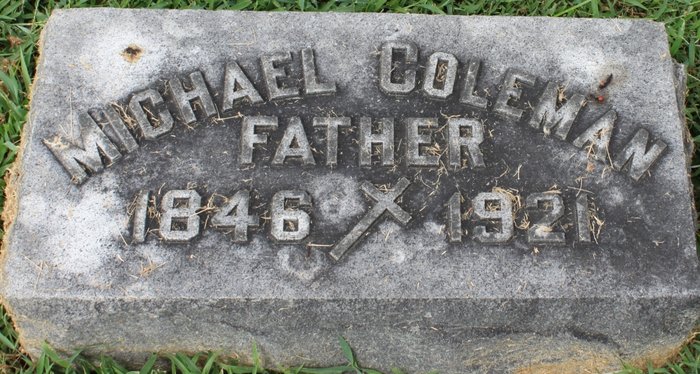 MICHAEL COLEMAN
FATHER
1846 1921